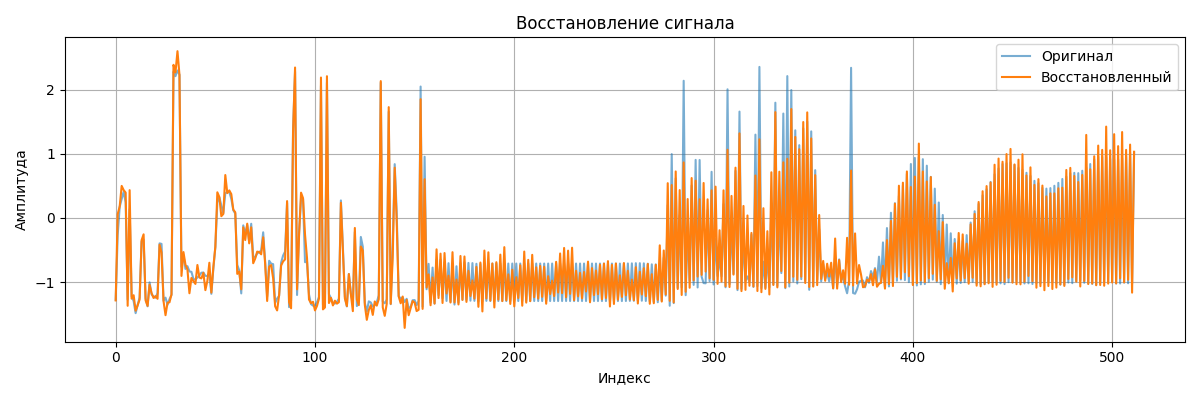 Восстановление сигнала
Оригинал
Восстановленный
Амплитуда
2
1
0
−1
0 100 200 300 400 500
Индекс